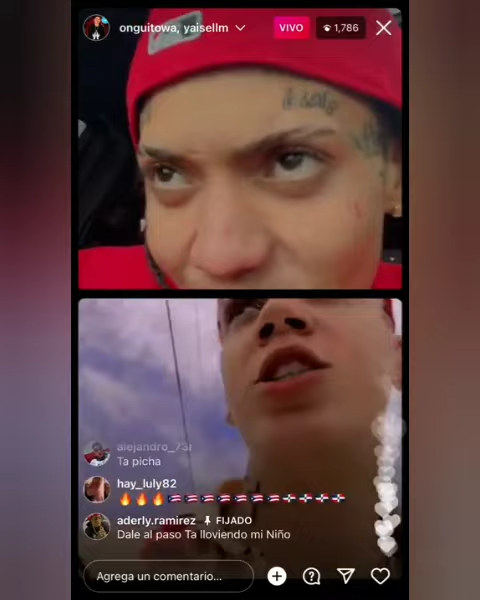 onguitowa, yaisellm
VIVO
1,786
alejandro_73r
Ta picha
hay_luly82
🔥🔥🔥🇵🇷🇵🇷🇵🇷🇵🇷🇵🇷🇵🇷🇵🇷🇩🇴🇩🇴🇩🇴🇩🇴
aderly.ramirez FIJADO
Dale al paso Ta lloviendo mi Niño
Agrega un comentario...